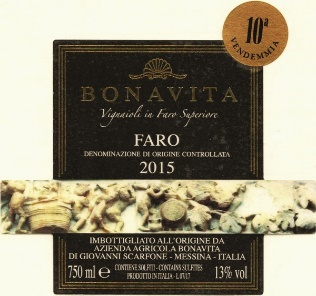 10ª
VENDEMMIA
BONAVITA
Vignaioli in Faro Superiore
FARO
DENOMINAZIONE DI ORIGINE CONTROLLATA
2015
IMBOTTIGLIATO ALL'ORIGINE DA
AZIENDA AGRICOLA BONAVITA
DI GIOVANNI SCARFONE - MESSINA - ITALIA
750 ml e CONTIENE SOLFITI - CONTAINS SULFITES 13% vol
PRODOTTO IN ITALIA - L.FV17